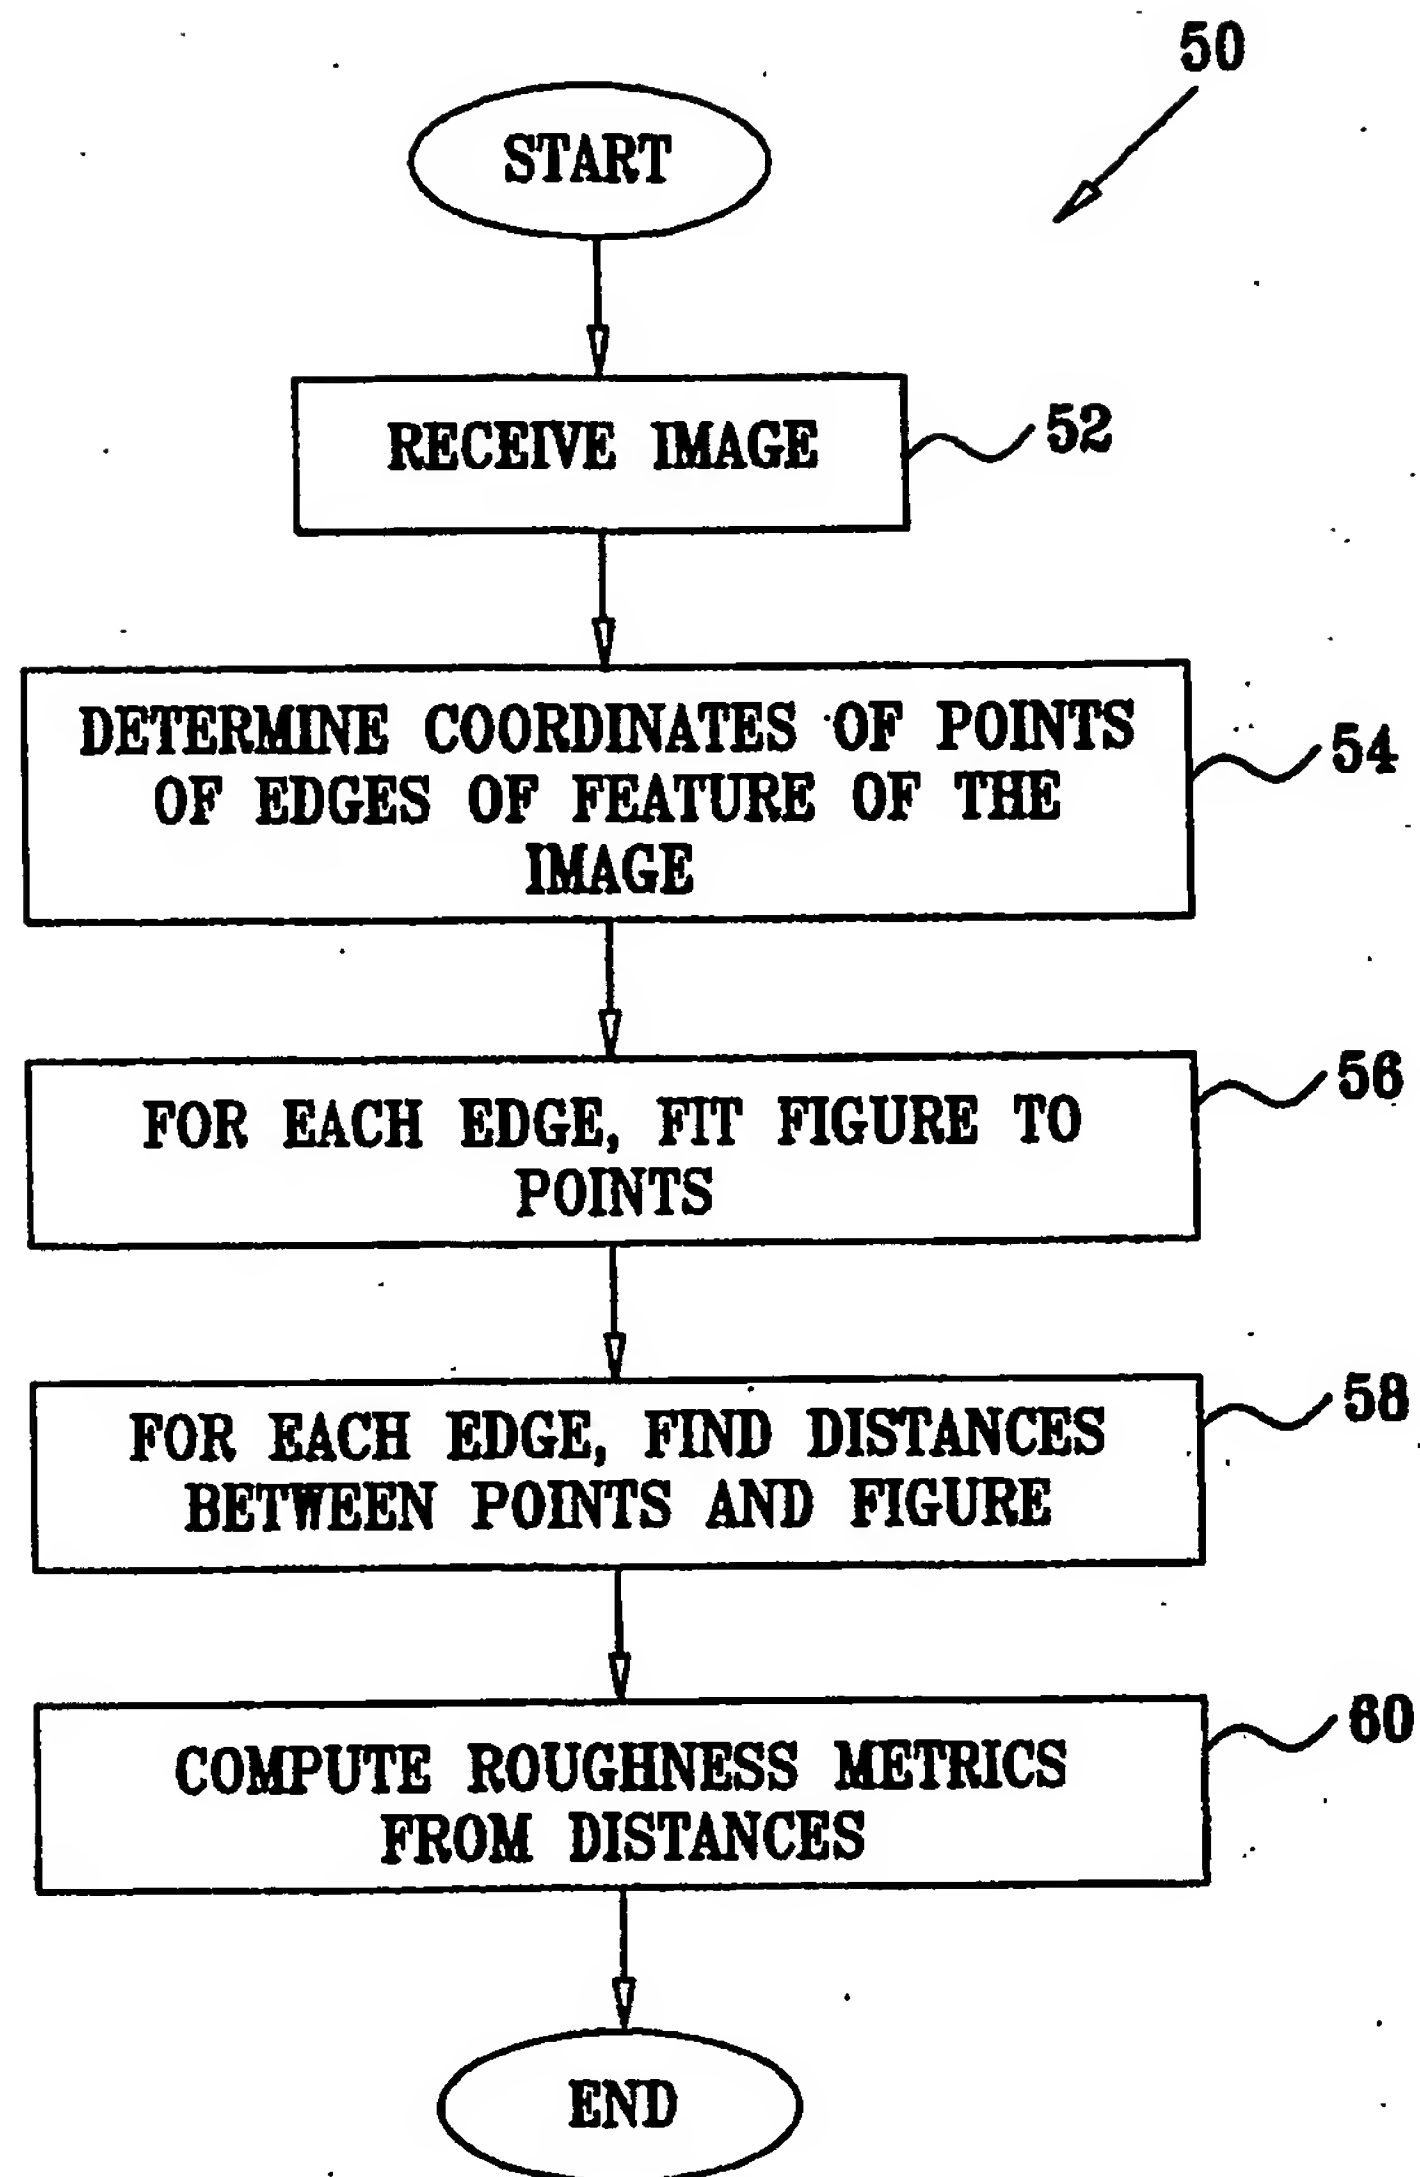 50
START
RECEIVE IMAGE
52
DETERMINE COORDINATES OF POINTS
OF EDGES OF FEATURE OF THE
IMAGE
54
FOR EACH EDGE, FIT FIGURE TO
POINTS
56
FOR EACH EDGE, FIND DISTANCES
BETWEEN POINTS AND FIGURE
58
COMPUTE ROUGHNESS METRICS
FROM DISTANCES
60
END